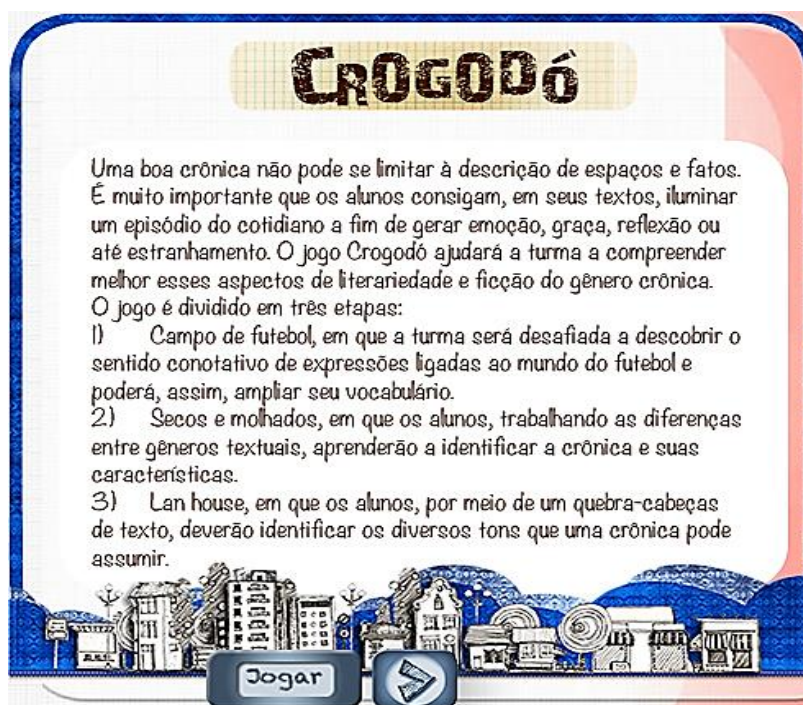 CROGODÓ
Uma boa crônica não pode se limitar à descrição de espaços e fatos.
É muito importante que os alunos consigam, em seus textos, iluminar
um episódio do cotidiano a fim de gerar emoção, graça, reflexão ou
até estranhamento. O jogo Crogodó ajudará a turma a compreender
melhor esses aspectos de literariedade e ficção do gênero crônica.
O jogo é dividido em três etapas:
1) Campo de futebol, em que a turma será desafiada a descobrir o
sentido conotativo de expressões ligadas ao mundo do futebol e
poderá, assim, ampliar seu vocabulário.
2) Secos e molhados, em que os alunos, trabalhando as diferenças
entre gêneros textuais, aprenderão a identificar a crônica e suas
características.
3) Lan house, em que os alunos, por meio de um quebra-cabeças
de texto, deverão identificar os diversos tons que uma crônica pode
assumir.
Jogar